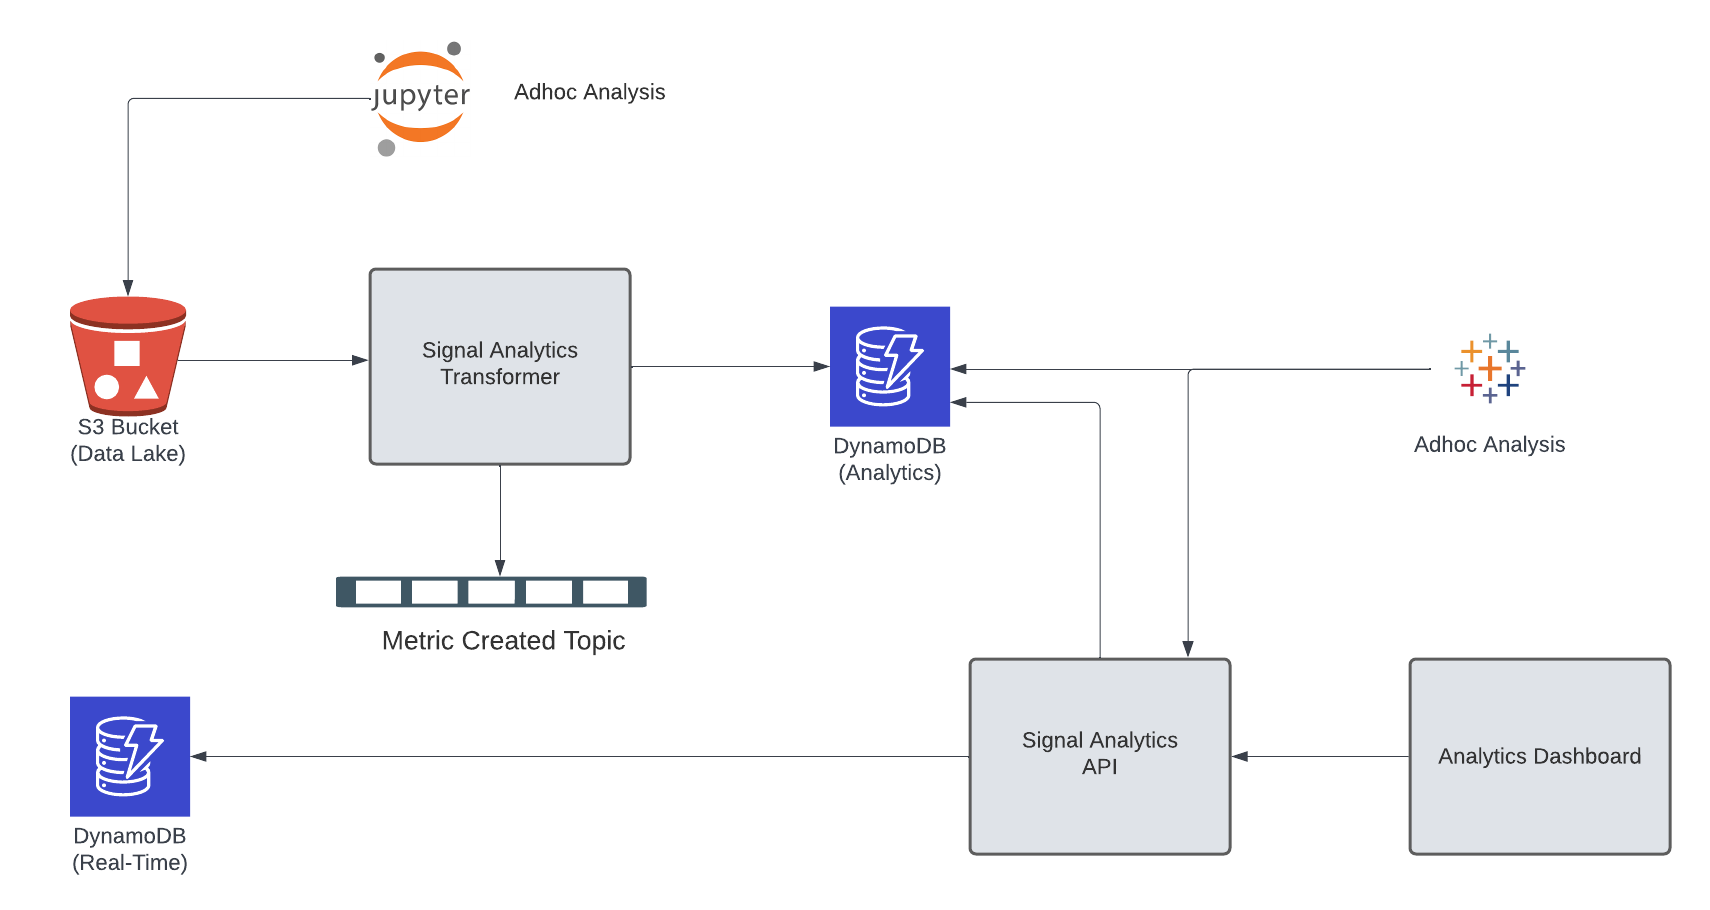 jupyter
Adhoc Analysis
Signal Analytics
Transformer
S3 Bucket
(Data Lake)
DynamoDB
(Analytics)
Adhoc Analysis
Metric Created Topic
Signal Analytics
API
Analytics Dashboard
DynamoDB
(Real-Time)